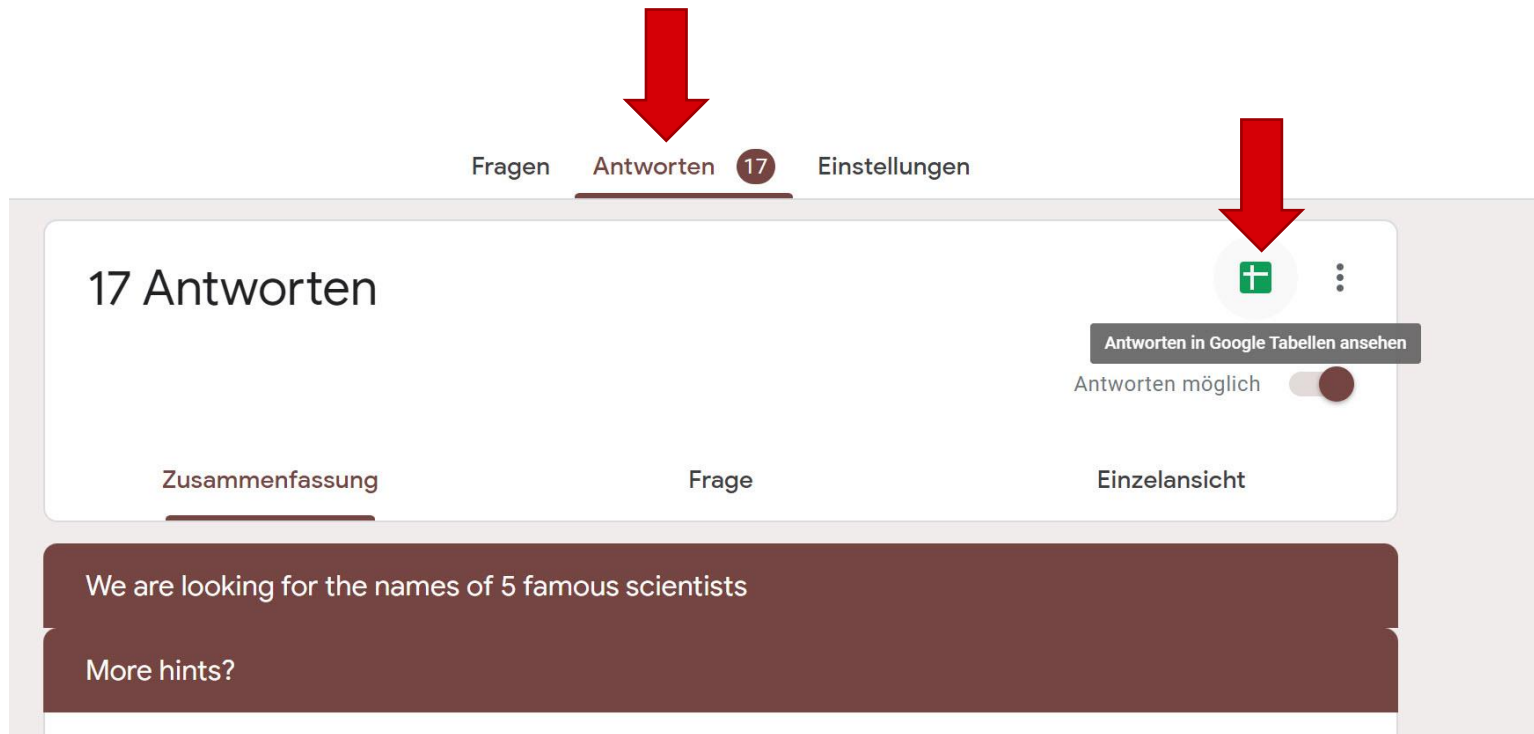 Fragen Antworten 17 Einstellungen
17 Antworten
Antworten in Google Tabellen ansehen
Antworten möglich
Zusammenfassung Frage Einzelansicht
We are looking for the names of 5 famous scientists
More hints?